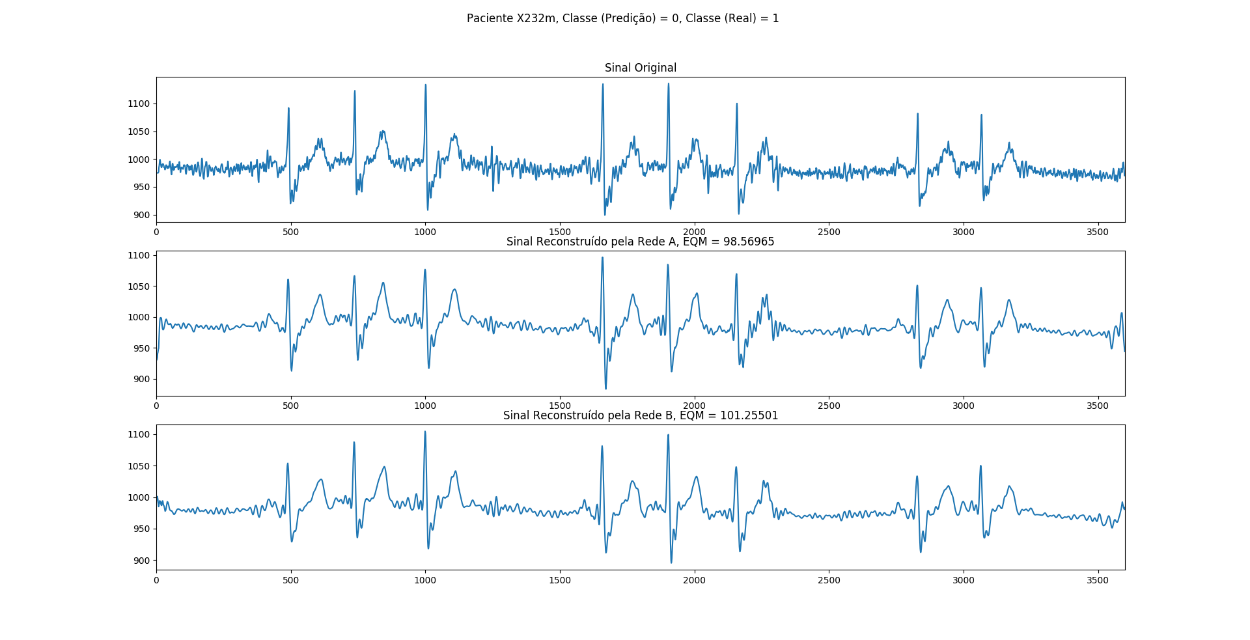 Paciente X232m, Classe (Predição) = 0, Classe (Real) = 1
Sinal Original
1100
1050
1000
950
900
0 500 1000 1500 2000 2500 3000 3500
Sinal Reconstruído pela Rede A, EQM = 98.56965
1100
1050
1000
950
900
0 500 1000 1500 2000 2500 3000 3500
Sinal Reconstruído pela Rede B, EQM = 101.25501
1100
1050
1000
950
900
0 500 1000 1500 2000 2500 3000 3500